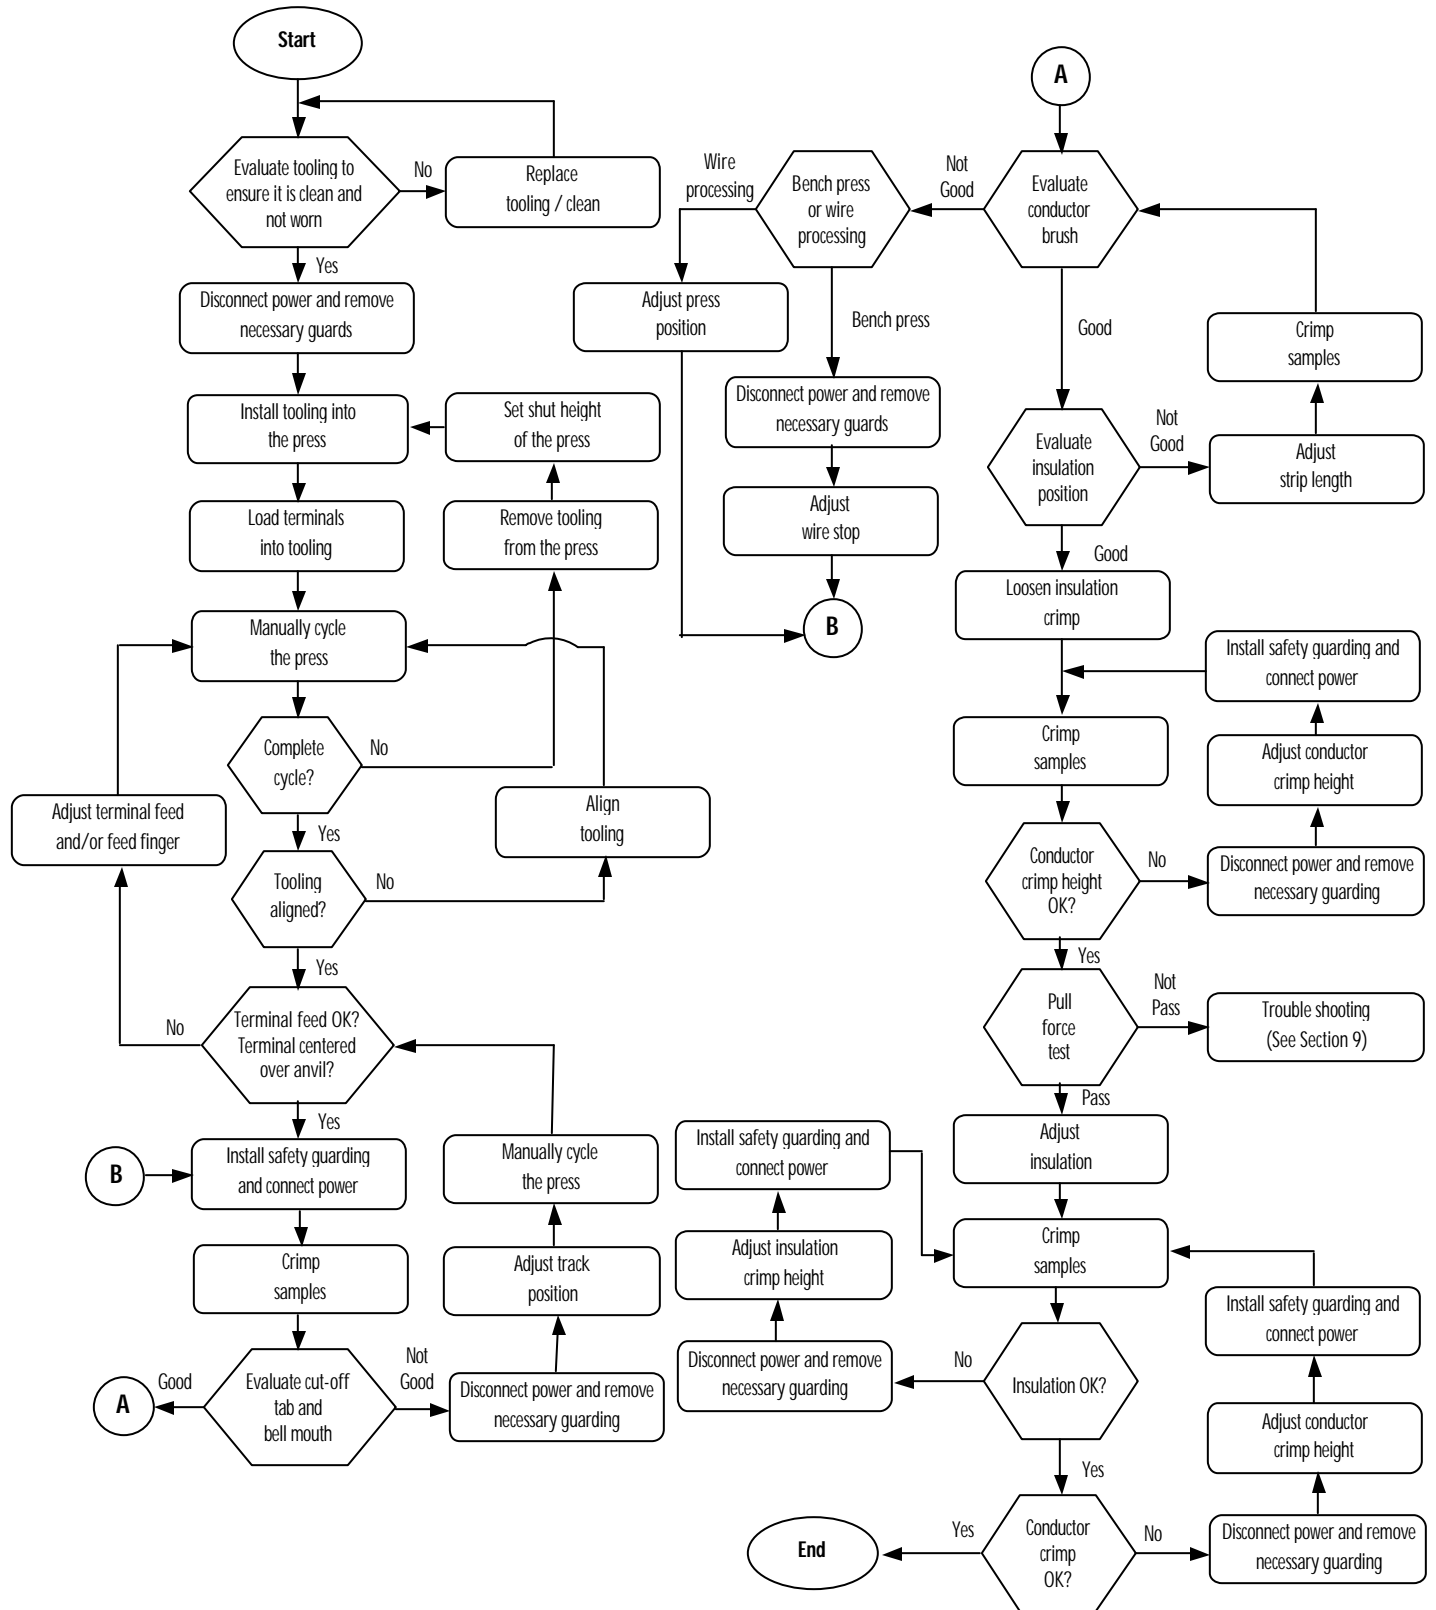 Start
Evaluate tooling to
ensure it is clean and
not worn
No
Replace
tooling / clean
Yes
Disconnect power and remove
necessary guards
Install tooling into
the press
Set shut height
of the press
Load terminals
into tooling
Remove tooling
from the press
Manually cycle
the press
Complete
cycle?
No
Adjust terminal feed
and/or feed finger
Align
tooling
Yes
Tooling
aligned?
No
Yes
Terminal feed OK?
Terminal centered
over anvil?
No
Yes
B
Install safety guarding
and connect power
Manually cycle
the press
Crimp
samples
Adjust track
position
A
Good
Evaluate cut-off
tab and
bell mouth
Not
Good
Disconnect power and remove
necessary guarding
A
Evaluate
conductor
brush
Not
Good
Bench press
or wire
processing
Wire
processing
Adjust press
position
Bench press
Disconnect power and remove
necessary guards
Adjust
wire stop
B
Good
Crimp
samples
Evaluate
insulation
position
Not
Good
Adjust
strip length
Good
Loosen insulation
crimp
Install safety guarding and
connect power
Crimp
samples
Adjust conductor
crimp height
Conductor
crimp height
OK?
No
Disconnect power and remove
necessary guarding
Yes
Pull
force
test
Not
Pass
Trouble shooting
(See Section 9)
Pass
Adjust
insulation
Install safety guarding and
connect power
Crimp
samples
Adjust insulation
crimp height
Install safety guarding and
connect power
Disconnect power and remove
necessary guarding
No
Insulation OK?
Adjust conductor
crimp height
Yes
End
Yes
Conductor
crimp
OK?
No
Disconnect power and remove
necessary guarding